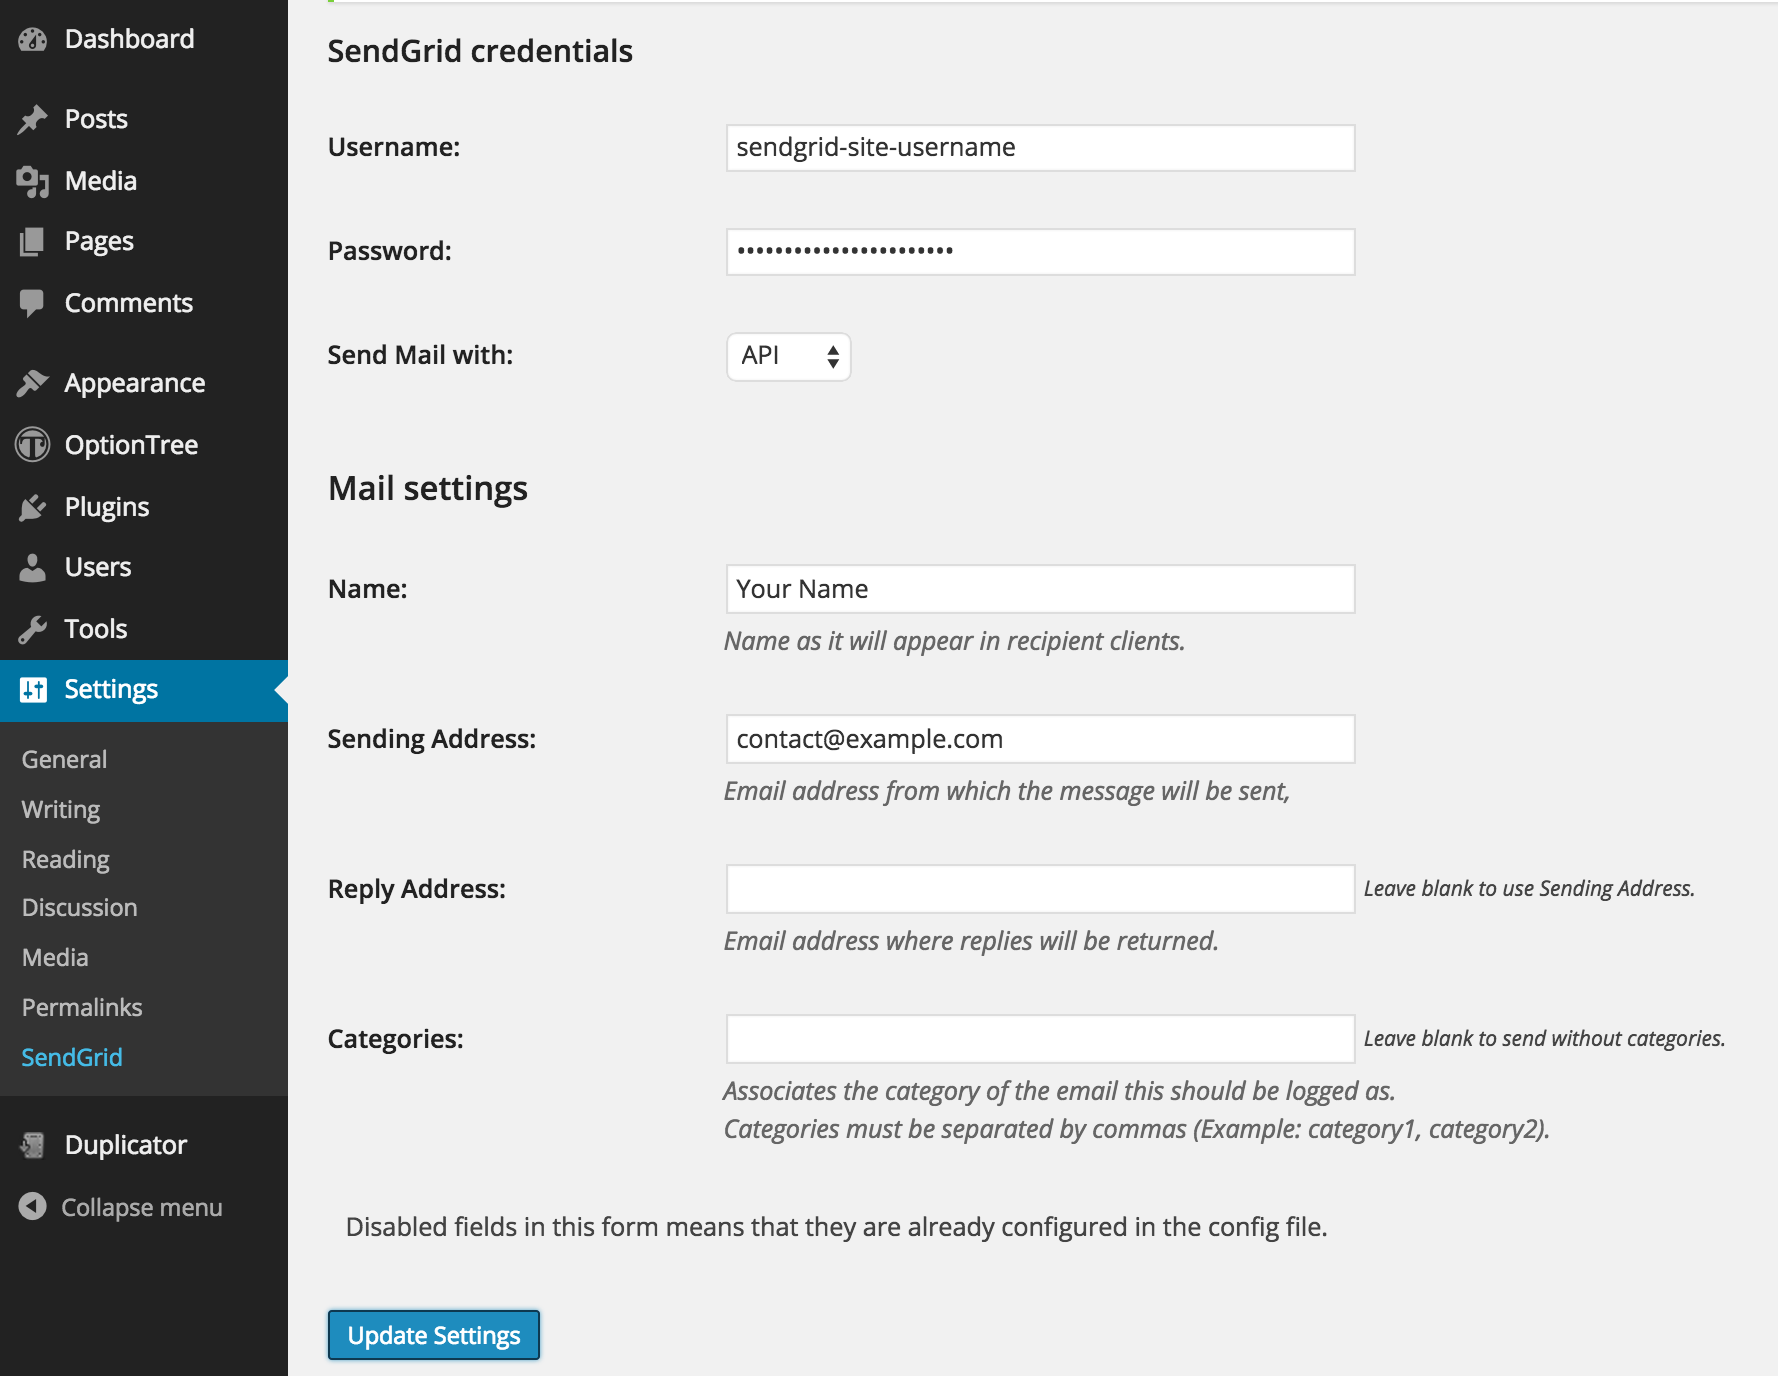 Dashboard
Posts
Media
Pages
Comments
Appearance
OptionTree
Plugins
Users
Tools
Settings
General
Writing
Reading
Discussion
Media
Permalinks
SendGrid
Duplicator
Collapse menu
SendGrid credentials
Username: sendgrid-site-username
Password: •••••••••••••••••••••••
Send Mail with: API
Mail settings
Name: Your Name
Name as it will appear in recipient clients.
Sending Address: contact@example.com
Email address from which the message will be sent,
Reply Address: Leave blank to use Sending Address.
Email address where replies will be returned.
Categories: Leave blank to send without categories.
Associates the category of the email this should be logged as.
Categories must be separated by commas (Example: category1, category2).
Disabled fields in this form means that they are already configured in the config file.
Update Settings